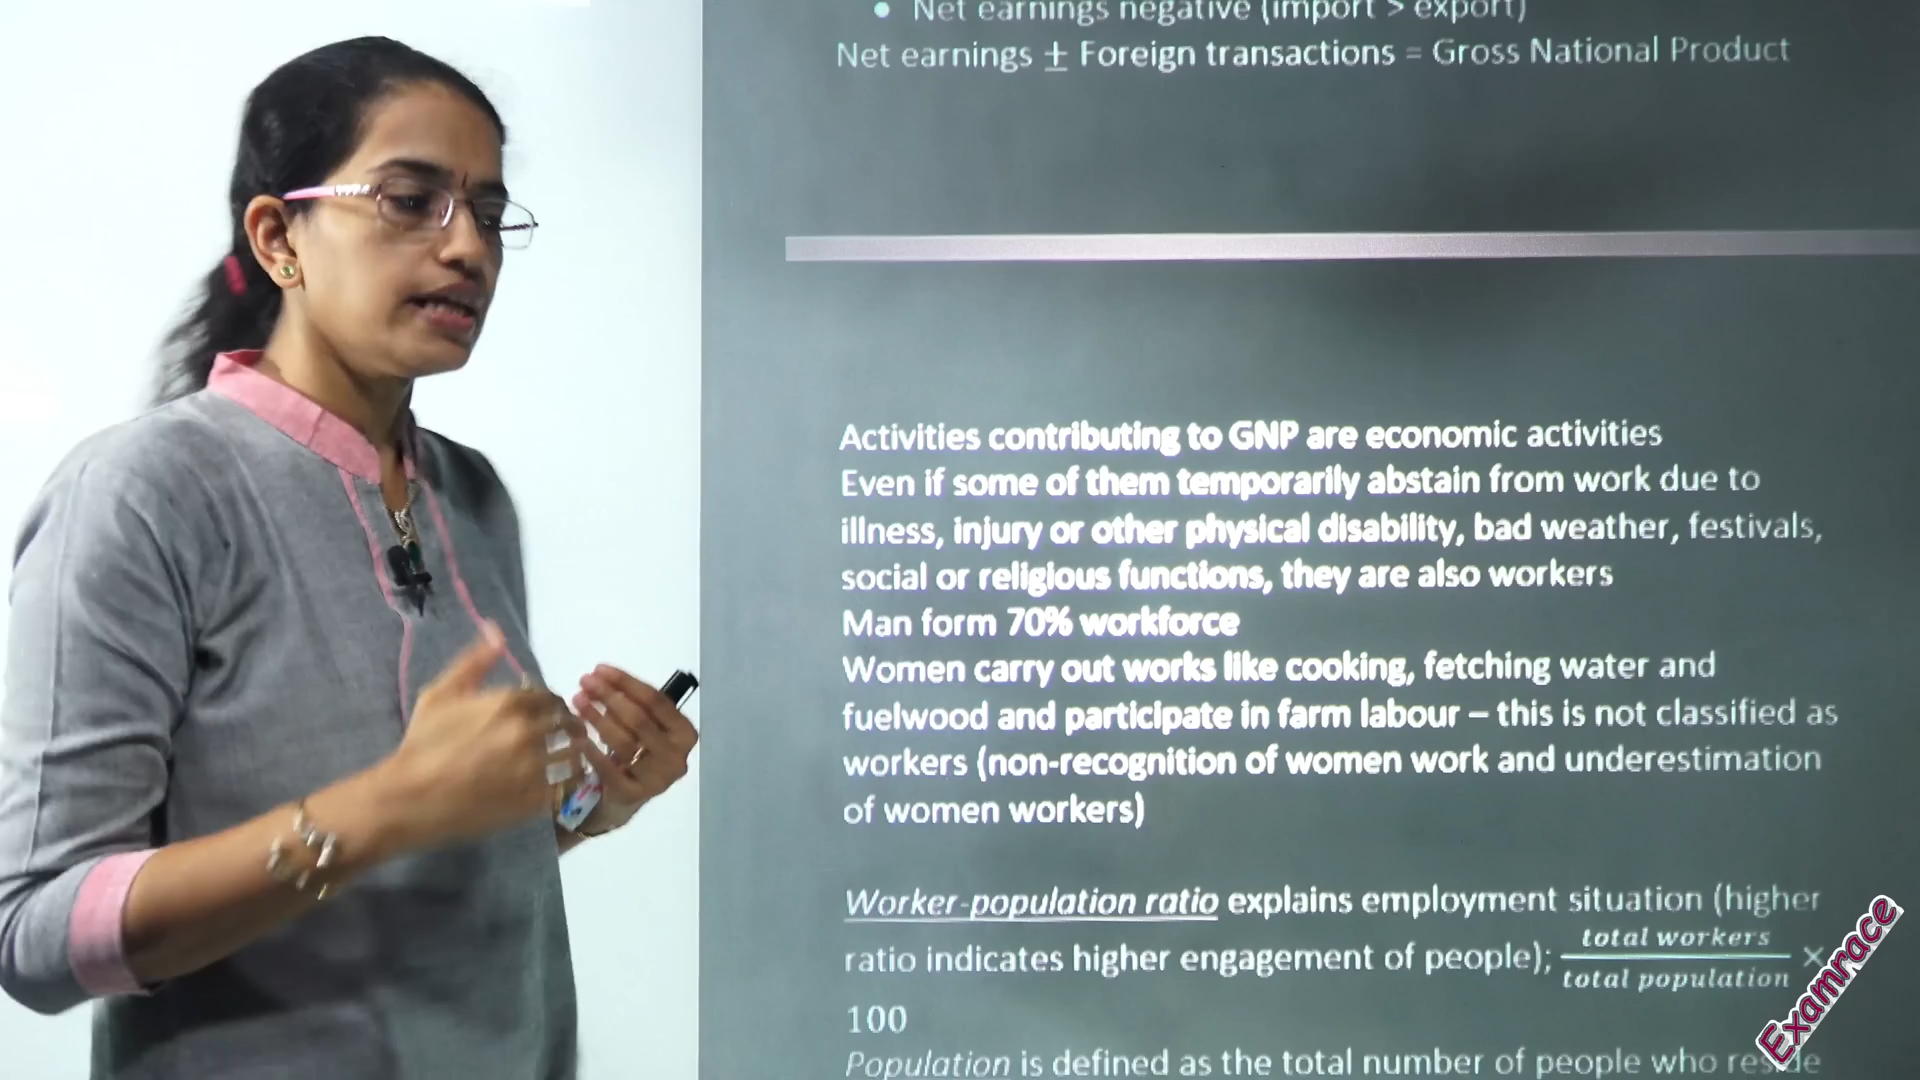 Net earnings negative (import > export)
Net earnings ± Foreign transactions = Gross National Product
Activities contributing to GNP are economic activities
Even if some of them temporarily abstain from work due to
illness, injury or other physical disability, bad weather, festivals,
social or religious functions, they are also workers
Man form 70% workforce
Women carry out works like cooking, fetching water and
fuelwood and participate in farm labour – this is not classified as
workers (non-recognition of women work and underestimation
of women workers)
Worker-population ratio explains employment situation (higher
ratio indicates higher engagement of people); total workers / total population ×
100
Population is defined as the total number of people who reside
Examrace